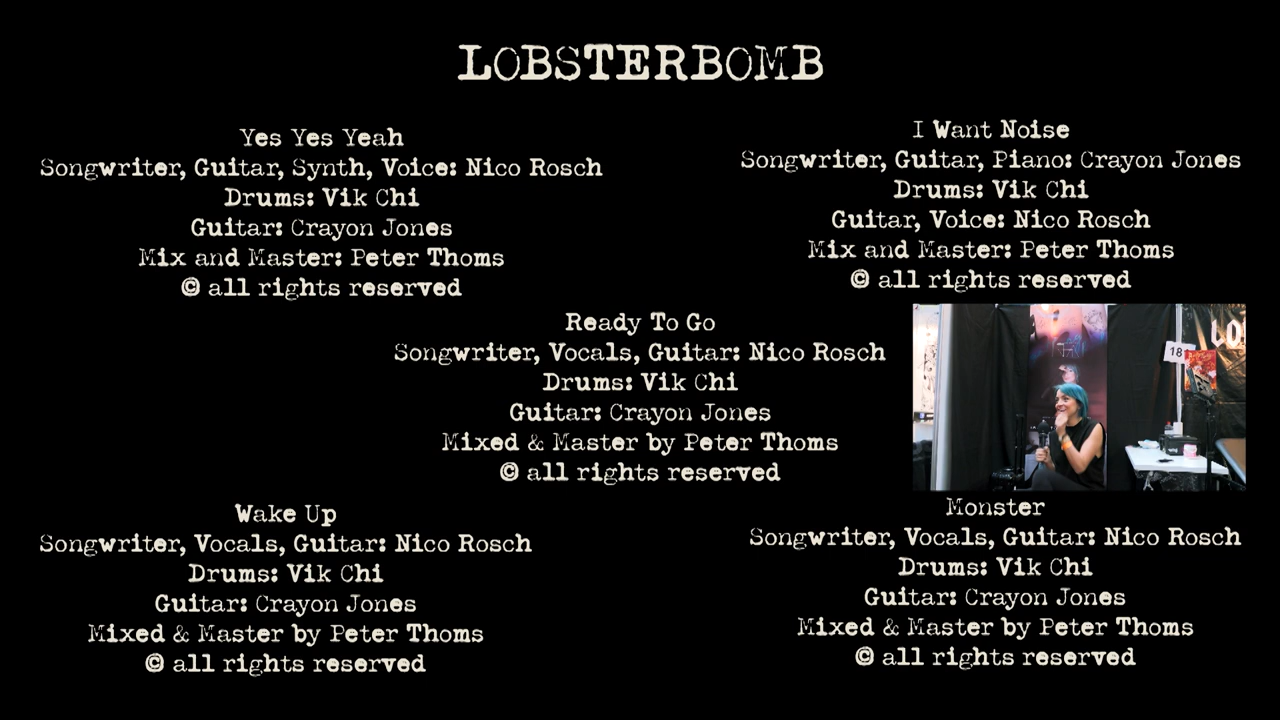 LOBSTERBOMB
Yes Yes Yeah
Songwriter, Guitar, Synth, Voice: Nico Rosch
Drums: Vik Chi
Guitar: Crayon Jones
Mix and Master: Peter Thoms
© all rights reserved
I Want Noise
Songwriter, Guitar, Piano: Crayon Jones
Drums: Vik Chi
Guitar, Voice: Nico Rosch
Mix and Master: Peter Thoms
© all rights reserved
Ready To Go
Songwriter, Vocals, Guitar: Nico Rosch
Drums: Vik Chi
Guitar: Crayon Jones
Mixed & Master by Peter Thoms
© all rights reserved
LO
18
Wake Up
Songwriter, Vocals, Guitar: Nico Rosch
Drums: Vik Chi
Guitar: Crayon Jones
Mixed & Master by Peter Thoms
© all rights reserved
Monster
Songwriter, Vocals, Guitar: Nico Rosch
Drums: Vik Chi
Guitar: Crayon Jones
Mixed & Master by Peter Thoms
© all rights reserved